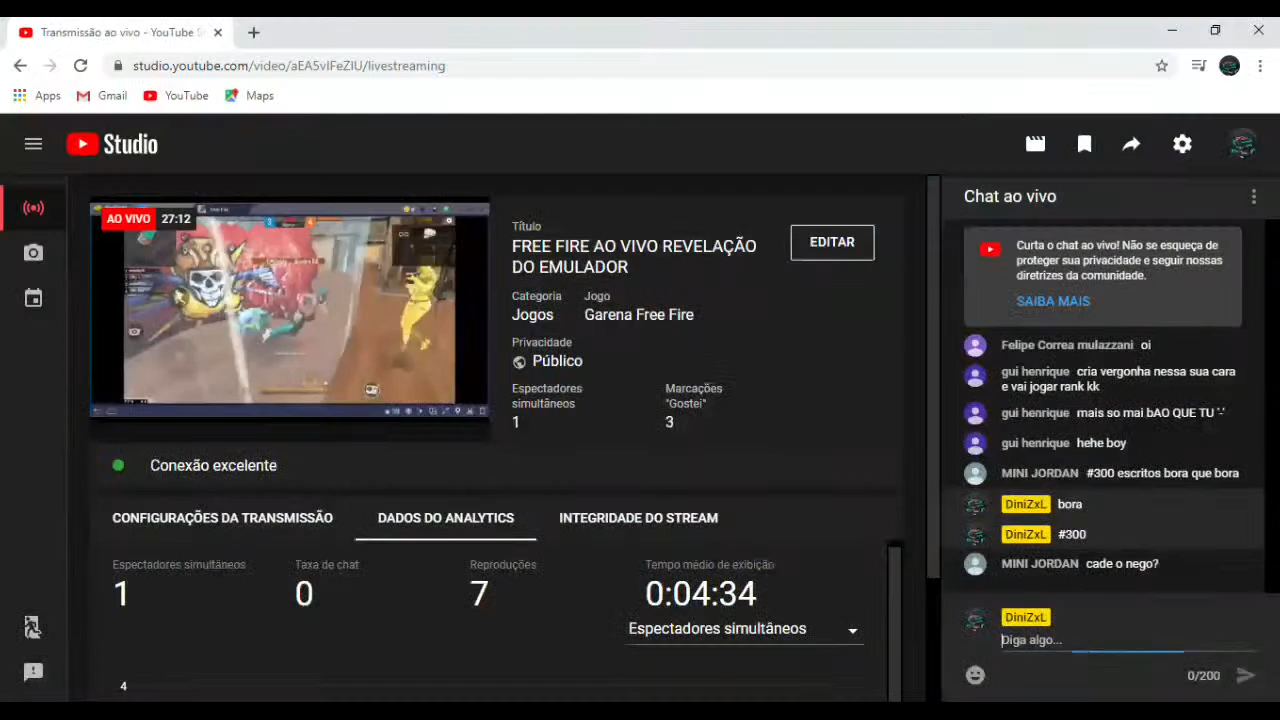 Transmissão ao vivo - YouTube S
studio.youtube.com/video/aEA5vIFeZIU/livestreaming
Apps
Gmail
YouTube
Maps
Studio
AO VIVO 27:12
Título
FREE FIRE AO VIVO REVELAÇÃO
DO EMULADOR
EDITAR
Categoria
Jogo
Jogos
Garena Free Fire
Privacidade
Público
Espectadores
simultâneos
Marcações
"Gostei"
1
3
Conexão excelente
CONFIGURAÇÕES DA TRANSMISSÃO
DADOS DO ANALYTICS
INTEGRIDADE DO STREAM
Espectadores simultâneos
Taxa de chat
Reproduções
Tempo médio de exibição
1
0
7
0:04:34
Espectadores simultâneos
4
Chat ao vivo
Curta o chat ao vivo! Não se esqueça de
proteger sua privacidade e seguir nossas
diretrizes da comunidade.
SAIBA MAIS
Felipe Correa mulazzani oi
gui henrique cria vergonha nessa sua cara
e vai jogar rank kk
gui henrique mais so mai bAO QUE TU '-'
gui henrique hehe boy
MINI JORDAN #300 escritos bora que bora
DiniZxL bora
DiniZxL #300
MINI JORDAN cade o nego?
DiniZxL
Diga algo...
0/200